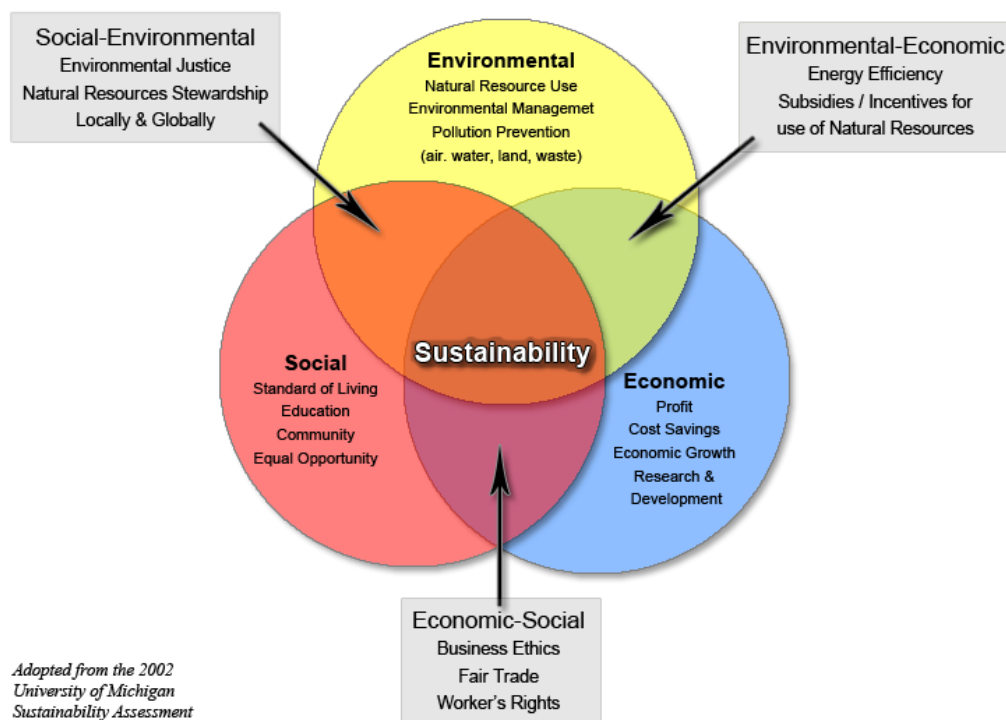 Social-Environmental
Environmental Justice
Natural Resources Stewardship
Locally & Globally
Environmental
Natural Resource Use
Environmental Managemet
Pollution Prevention
(air. water, land, waste)
Environmental-Economic
Energy Efficiency
Subsidies / Incentives for
use of Natural Resources
Sustainability
Social
Standard of Living
Education
Community
Equal Opportunity
Economic
Profit
Cost Savings
Economic Growth
Research &
Development
Economic-Social
Business Ethics
Fair Trade
Worker's Rights
Adopted from the 2002
University of Michigan
Sustainability Assessment